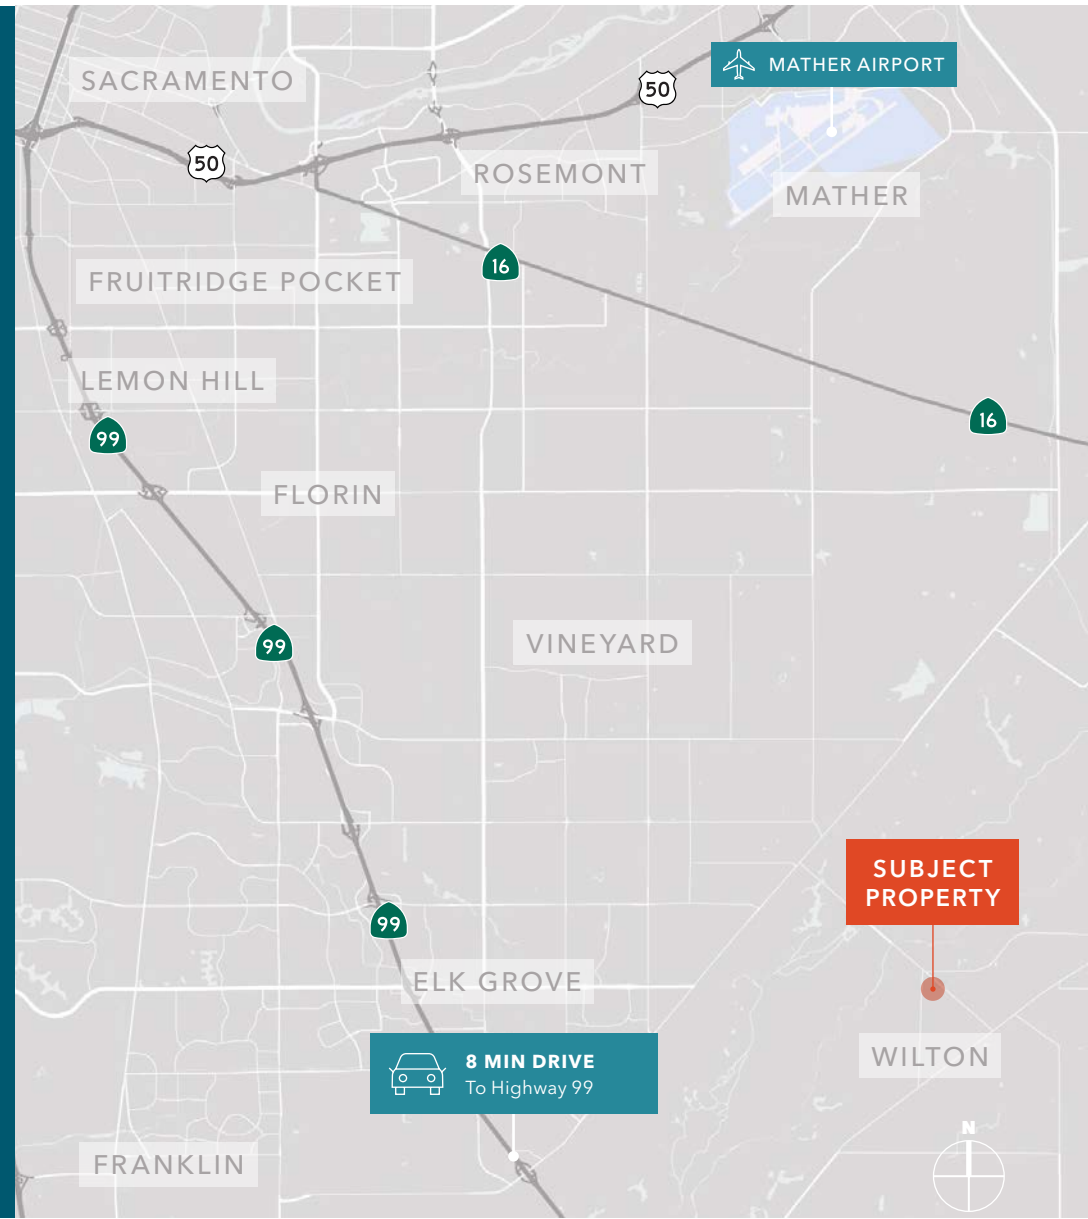 MATHER AIRPORT
SACRAMENTO
50
50
ROSEMONT
MATHER
16
FRUITRIDGE POCKET
LEMON HILL
16
99
FLORIN
99
VINEYARD
SUBJECT
PROPERTY
99
ELK GROVE
8 MIN DRIVE
To Highway 99
WILTON
N
FRANKLIN